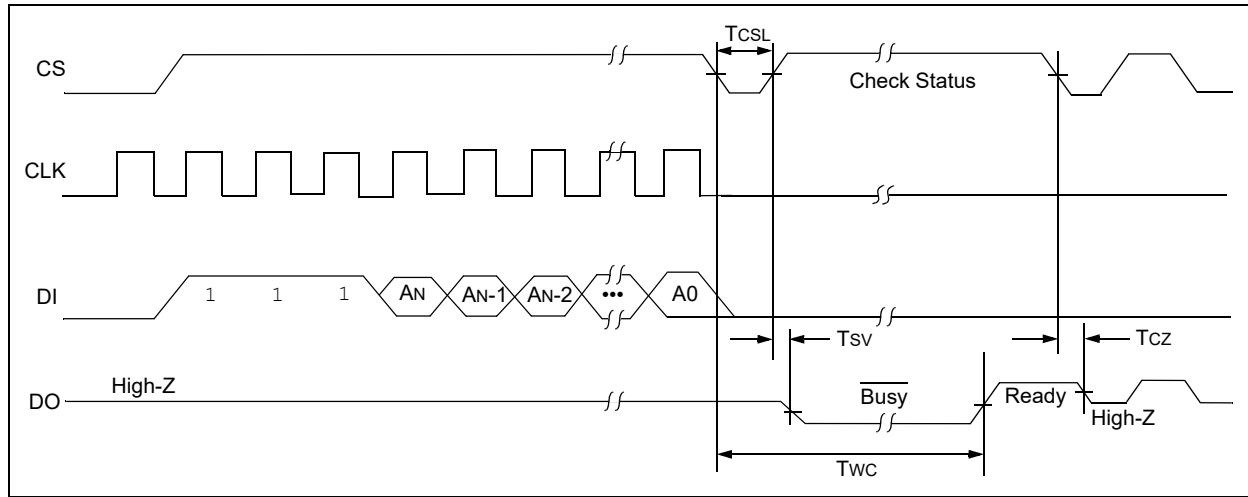 TCSL
CS
Check Status
CLK
DI
1 1 1 AN AN-1 AN-2 ••• A0
TSV
TCZ
High-Z
DO
Busy
Ready
High-Z
TWC